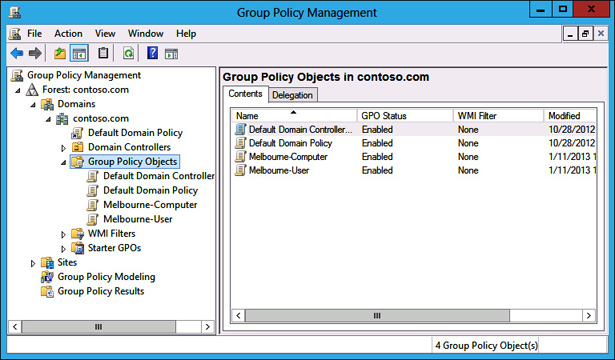 Group Policy Management
File Action View Window Help
Group Policy Management
Forest: contoso.com
Domains
contoso.com
Default Domain Policy
Domain Controllers
Group Policy Objects
Default Domain Controller
Default Domain Policy
Melbourne-Computer
Melbourne-User
WMI Filters
Starter GPOs
Sites
Group Policy Modeling
Group Policy Results
Group Policy Objects in contoso.com
Contents Delegation
Name GPO Status WMI Filter Modified
Default Domain Controller... Enabled None 10/28/2012
Default Domain Policy Enabled None 10/28/2012
Melbourne-Computer Enabled None 1/11/2013 1
Melbourne-User Enabled None 1/11/2013 1
4 Group Policy Object(s)